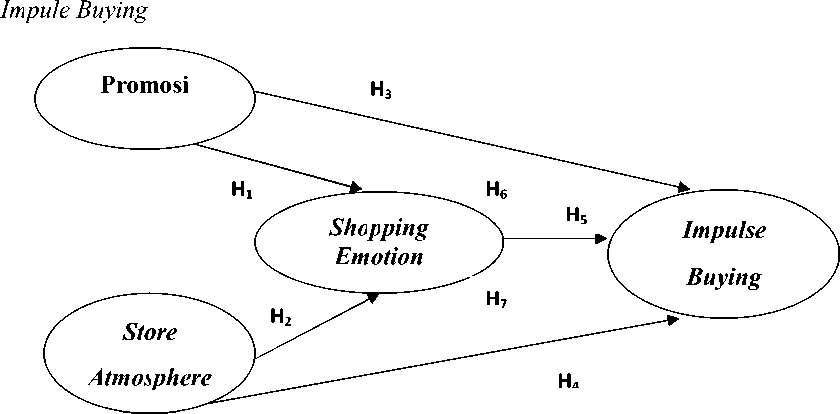 Impule Buying
Promosi
H₃
H₁
H₆
Shopping
Emotion
H₅
Impulse
Buying
H₂
H₇
Store
Atmosphere
H₄